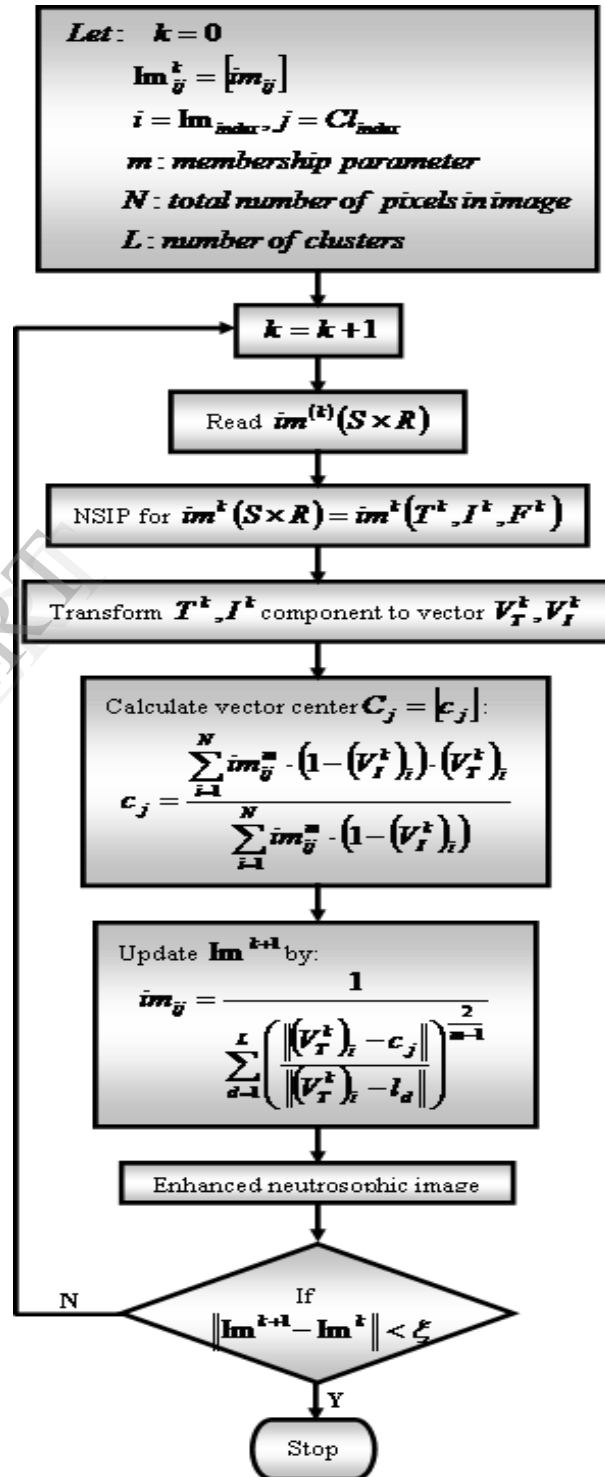 Let : k = 0
Im^k_ij = [im_ij]
i = Im_index , j = Cl_index
m : membership parameter
N : total number of pixels in image
L : number of clusters
k = k + 1
Read im^(k) (S × R)
NSIP for im^k (S × R) = im^k (T^k , I^k , F^k)
Transform T^k , I^k component to vector V_T^k , V_I^k
Calculate vector center C_j = [c_j] :
c_j = ∑_{i=1}^{N} im_ij^m · (1 − (V_I^k)_i) · (V_T^k)_i / ∑_{i=1}^{N} im_ij^m · (1 − (V_I^k)_i)
Update Im^{k+1} by:
im_ij = 1 / ∑_{d=1}^{L} ( ‖(V_T^k)_i − c_j‖ / ‖(V_T^k)_i − l_d‖ )^{2/(m−1)}
Enhanced neutrosophic image
If
‖Im^{k+1} − Im^k‖ < ξ
N
Y
Stop